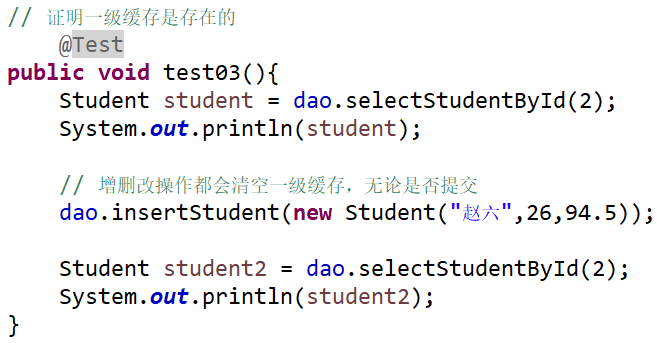 // 证明一级缓存是存在的
@Test
public void test03(){
Student student = dao.selectStudentById(2);
System.out.println(student);
// 增删改操作都会清空一级缓存，无论是否提交
dao.insertStudent(new Student("赵六",26,94.5));
Student student2 = dao.selectStudentById(2);
System.out.println(student2);
}